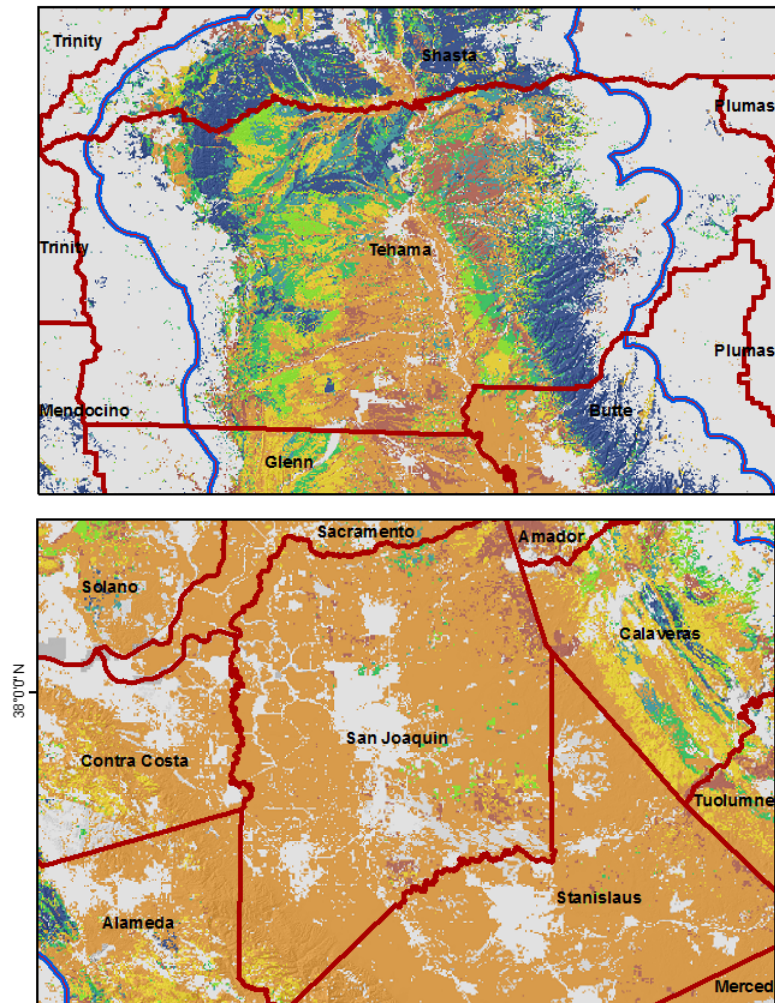 Trinity
Shasta
Plumas
Trinity
Tehama
Plumas
Mendocino
Butte
Glenn
Sacramento
Amador
Solano
Calaveras
38°0'0"N
San Joaquin
Contra Costa
Tuolumne
Stanislaus
Alameda
Merced